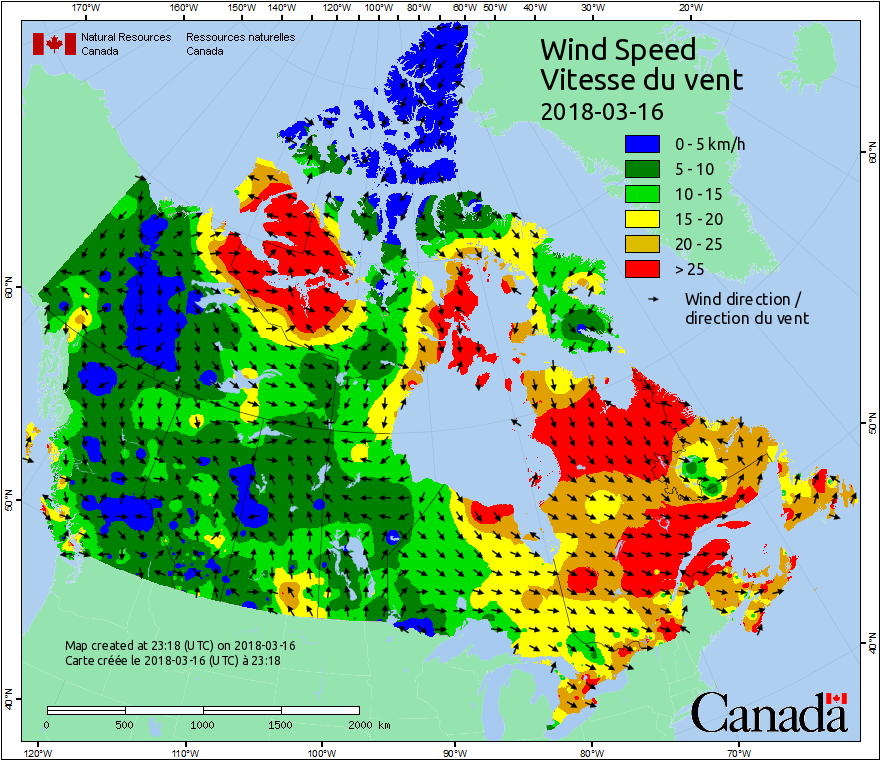 170°W 160°W 150°W 140°W 120°W 100°W 80°W 60°W 50°W 40°W 30°W 20°W
Natural Resources Ressources naturelles
Canada Canada
Wind Speed
Vitesse du vent
2018-03-16
0 - 5 km/h
5 - 10
10 - 15
15 - 20
20 - 25
> 25
Wind direction /
direction du vent
60°N 60°N
50°N 50°N
40°N 40°N
Map created at 23:18 (UTC) on 2018-03-16
Carte créée le 2018-03-16 (UTC) à 23:18
0 500 1000 1500 2000 km
Canada
120°W 110°W 100°W 90°W 80°W 70°W